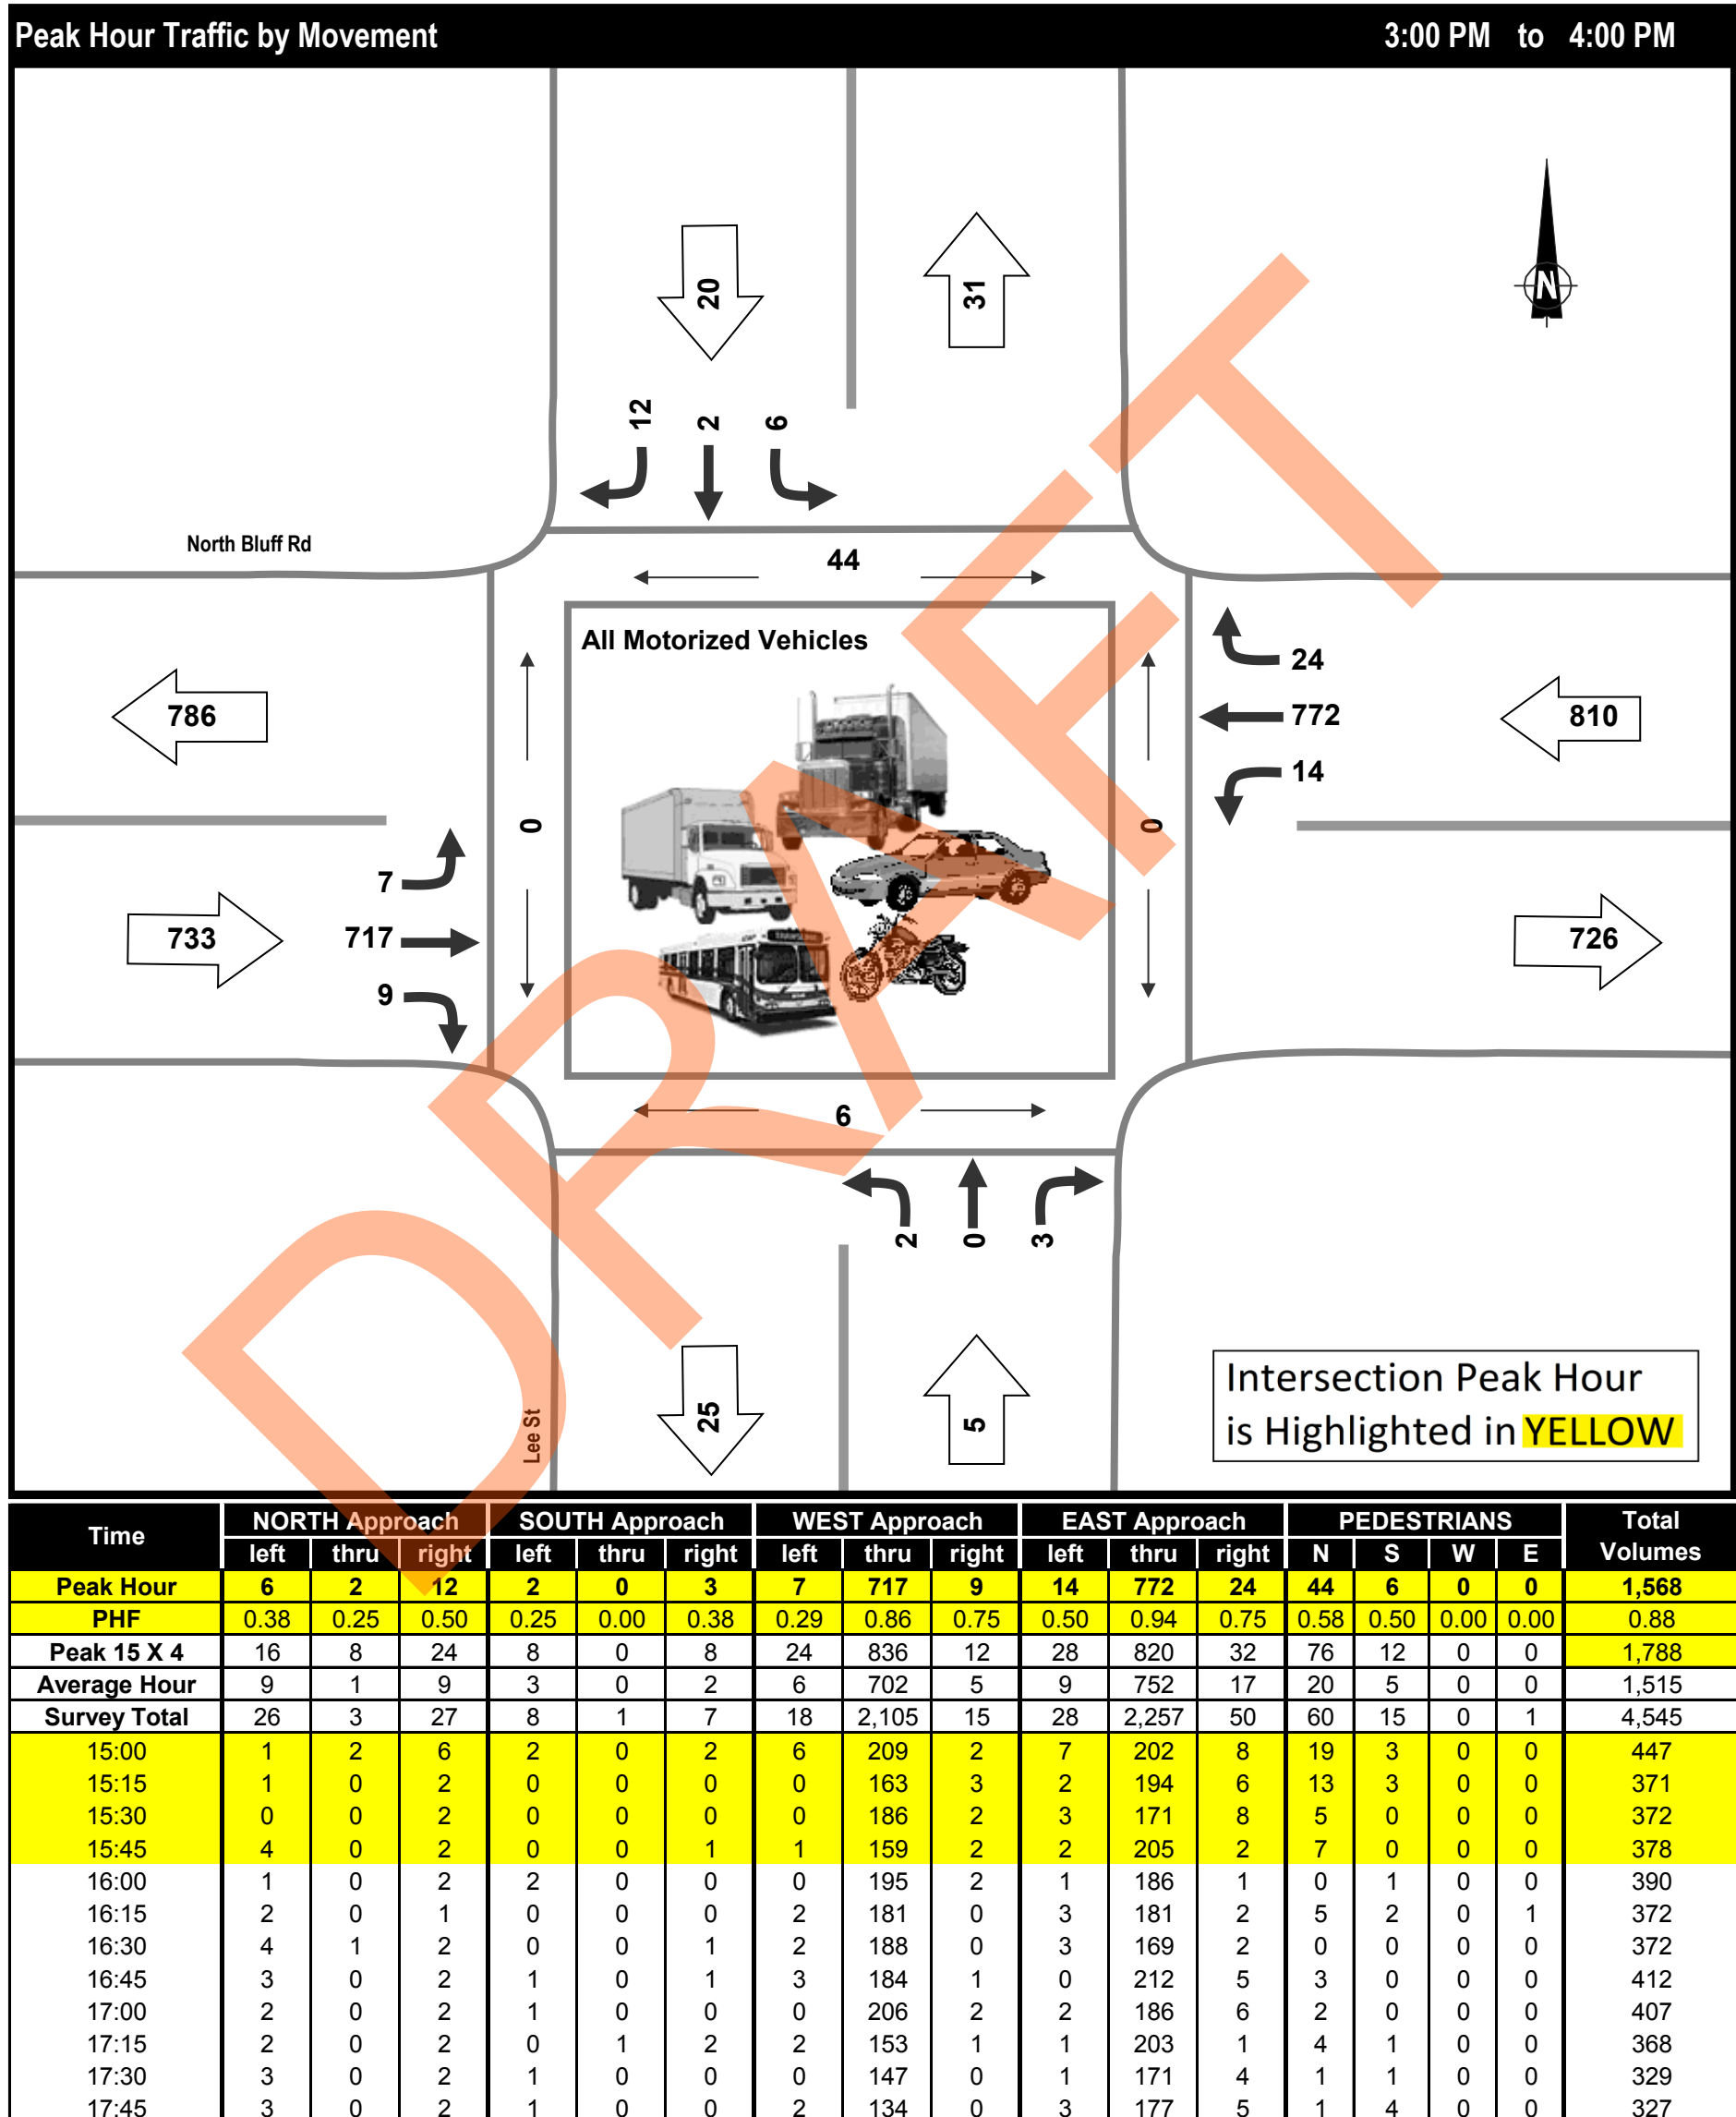 Peak Hour Traffic by Movement 3:00 PM to 4:00 PM
20
31
N
12 2 6
North Bluff Rd
44
All Motorized Vehicles
24
786
772
810
14
0
0
7
733
717
726
9
6
2 0 3
Intersection Peak Hour
is Highlighted in YELLOW
Lee St
25
5
DRAFT
Time NORTH Approach SOUTH Approach WEST Approach EAST Approach PEDESTRIANS Total
left thru right left thru right left thru right left thru right N S W E Volumes
Peak Hour 6 2 12 2 0 3 7 717 9 14 772 24 44 6 0 0 1,568
PHF 0.38 0.25 0.50 0.25 0.00 0.38 0.29 0.86 0.75 0.50 0.94 0.75 0.58 0.50 0.00 0.00 0.88
Peak 15 X 4 16 8 24 8 0 8 24 836 12 28 820 32 76 12 0 0 1,788
Average Hour 9 1 9 3 0 2 6 702 5 9 752 17 20 5 0 0 1,515
Survey Total 26 3 27 8 1 7 18 2,105 15 28 2,257 50 60 15 0 1 4,545
15:00 1 2 6 2 0 2 6 209 2 7 202 8 19 3 0 0 447
15:15 1 0 2 0 0 0 0 163 3 2 194 6 13 3 0 0 371
15:30 0 0 2 0 0 0 0 186 2 3 171 8 5 0 0 0 372
15:45 4 0 2 0 0 1 1 159 2 2 205 2 7 0 0 0 378
16:00 1 0 2 2 0 0 0 195 2 1 186 1 0 1 0 0 390
16:15 2 0 1 0 0 0 2 181 0 3 181 2 5 2 0 1 372
16:30 4 1 2 0 0 1 2 188 0 3 169 2 0 0 0 0 372
16:45 3 0 2 1 0 1 3 184 1 0 212 5 3 0 0 0 412
17:00 2 0 2 1 0 0 0 206 2 2 186 6 2 0 0 0 407
17:15 2 0 2 0 1 2 2 153 1 1 203 1 4 1 0 0 368
17:30 3 0 2 1 0 0 0 147 0 1 171 4 1 1 0 0 329
17:45 3 0 2 1 0 0 2 134 0 3 177 5 1 4 0 0 327